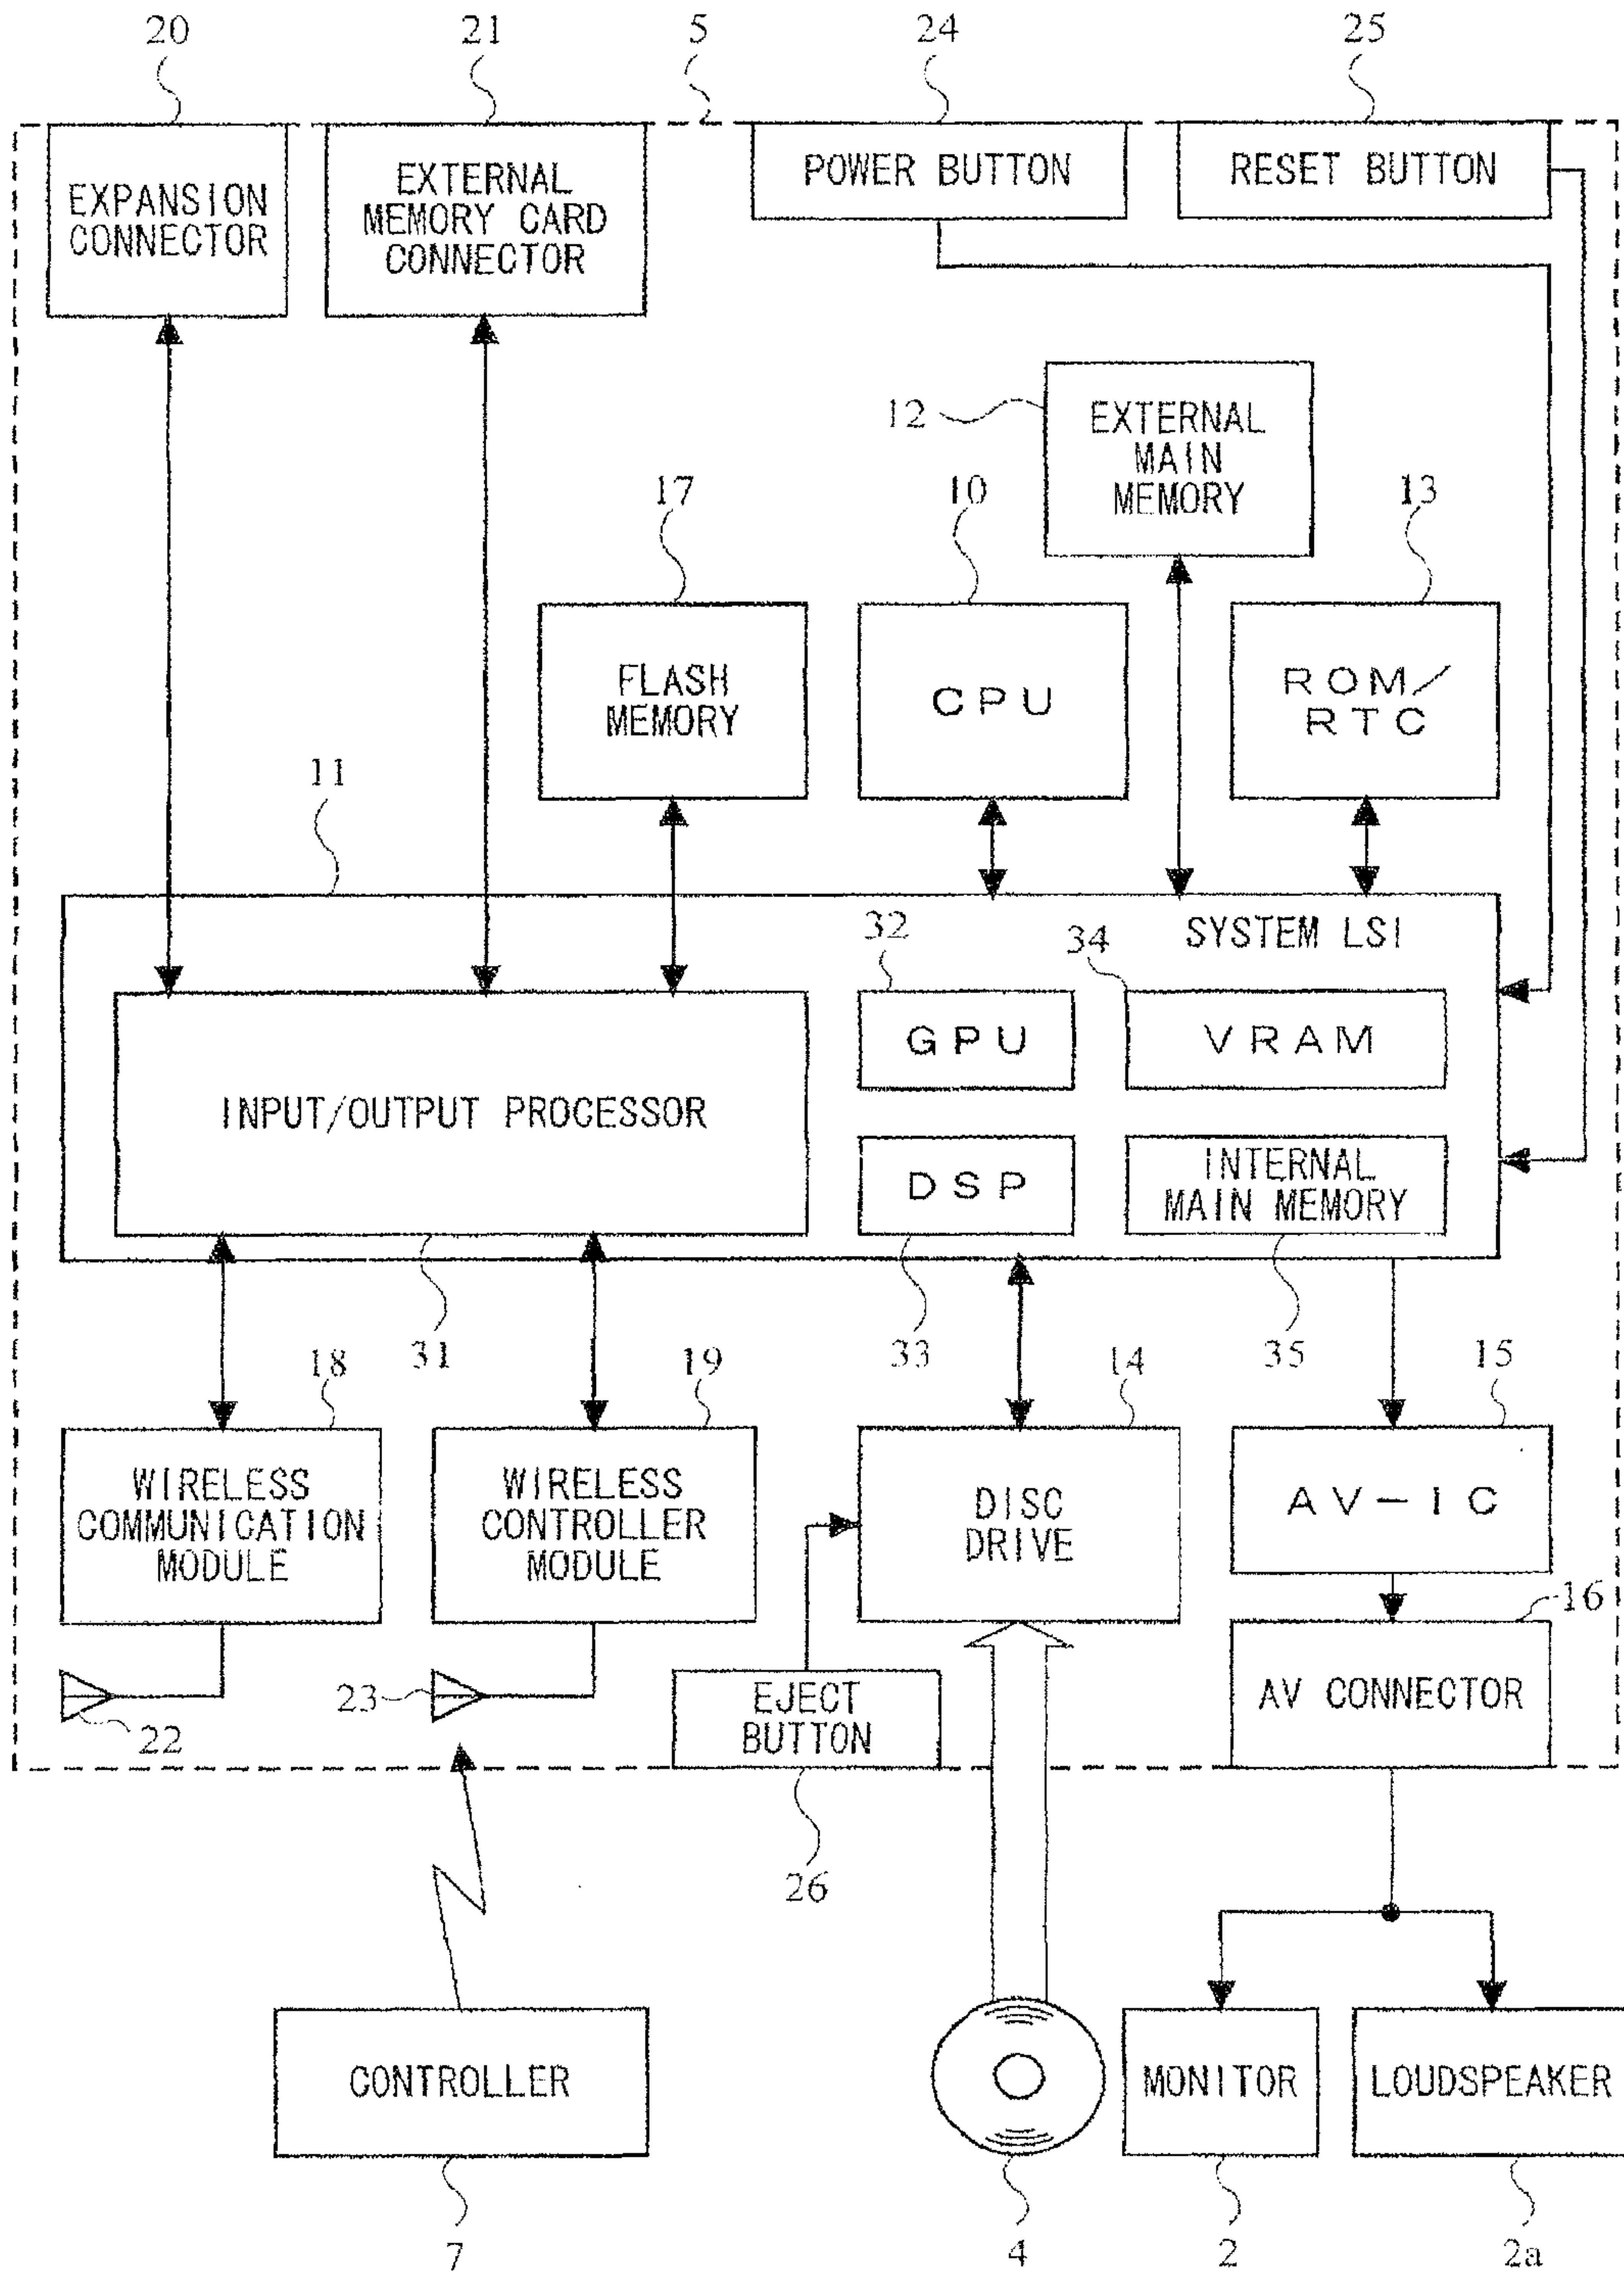 20
21
5
24
25
EXPANSION
CONNECTOR
EXTERNAL
MEMORY CARD
CONNECTOR
POWER BUTTON
RESET BUTTON
12
EXTERNAL
MAIN
MEMORY
17
10
13
FLASH
MEMORY
CPU
ROM/
RTC
11
SYSTEM LSI
32
34
GPU
VRAM
INPUT/OUTPUT PROCESSOR
DSP
INTERNAL
MAIN MEMORY
31
33
35
18
19
14
15
WIRELESS
COMMUNICATION
MODULE
WIRELESS
CONTROLLER
MODULE
DISC
DRIVE
AV-IC
16
22
23
EJECT
BUTTON
AV CONNECTOR
26
CONTROLLER
MONITOR
LOUDSPEAKER
7
4
2
2a